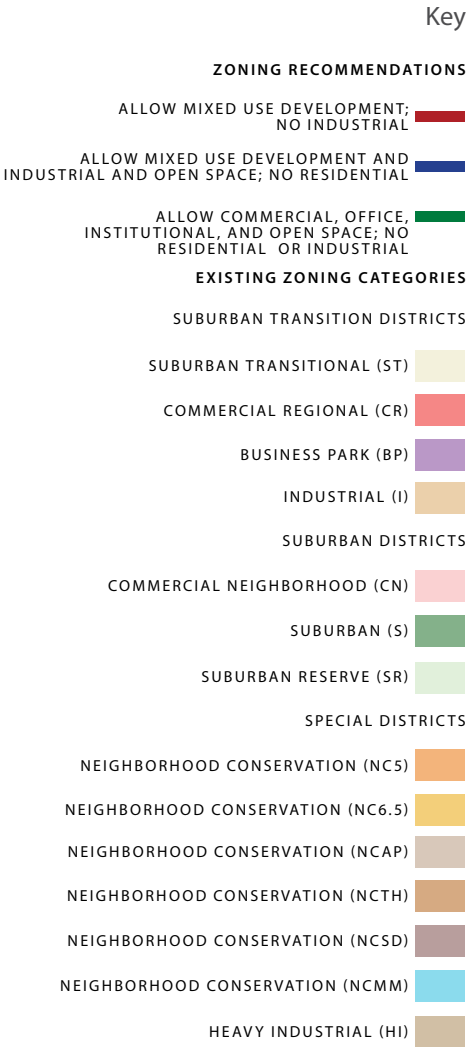 Key
ZONING RECOMMENDATIONS
ALLOW MIXED USE DEVELOPMENT;
NO INDUSTRIAL
ALLOW MIXED USE DEVELOPMENT AND
INDUSTRIAL AND OPEN SPACE; NO RESIDENTIAL
ALLOW COMMERCIAL, OFFICE,
INSTITUTIONAL, AND OPEN SPACE; NO
RESIDENTIAL OR INDUSTRIAL
EXISTING ZONING CATEGORIES
SUBURBAN TRANSITION DISTRICTS
SUBURBAN TRANSITIONAL (ST)
COMMERCIAL REGIONAL (CR)
BUSINESS PARK (BP)
INDUSTRIAL (I)
SUBURBAN DISTRICTS
COMMERCIAL NEIGHBORHOOD (CN)
SUBURBAN (S)
SUBURBAN RESERVE (SR)
SPECIAL DISTRICTS
NEIGHBORHOOD CONSERVATION (NC5)
NEIGHBORHOOD CONSERVATION (NC6.5)
NEIGHBORHOOD CONSERVATION (NCAP)
NEIGHBORHOOD CONSERVATION (NCTH)
NEIGHBORHOOD CONSERVATION (NCSD)
NEIGHBORHOOD CONSERVATION (NCMM)
HEAVY INDUSTRIAL (HI)